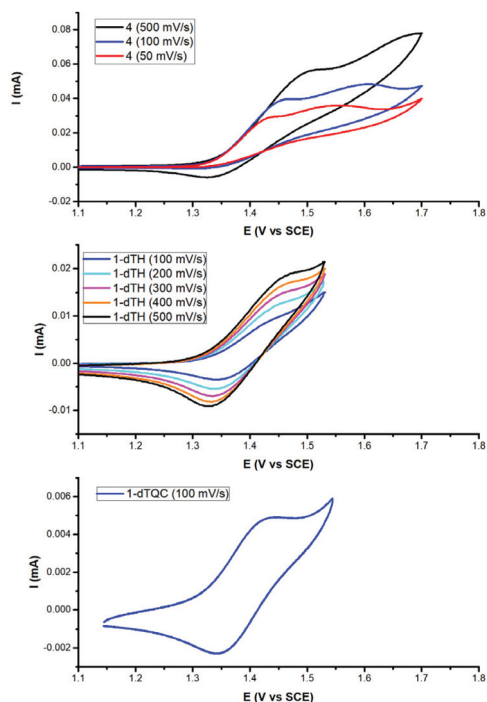 4 (500 mV/s)
4 (100 mV/s)
4 (50 mV/s)
I (mA)
0.08
0.06
0.04
0.02
0.00
-0.02
1.1 1.2 1.3 1.4 1.5 1.6 1.7 1.8
E (V vs SCE)
1-dTH (100 mV/s)
1-dTH (200 mV/s)
1-dTH (300 mV/s)
1-dTH (400 mV/s)
1-dTH (500 mV/s)
I (mA)
0.02
0.01
0.00
-0.01
1.1 1.2 1.3 1.4 1.5 1.6 1.7 1.8
E (V vs SCE)
1-dTQC (100 mV/s)
I (mA)
0.006
0.004
0.002
0.000
-0.002
1.1 1.2 1.3 1.4 1.5 1.6 1.7 1.8
E (V vs SCE)